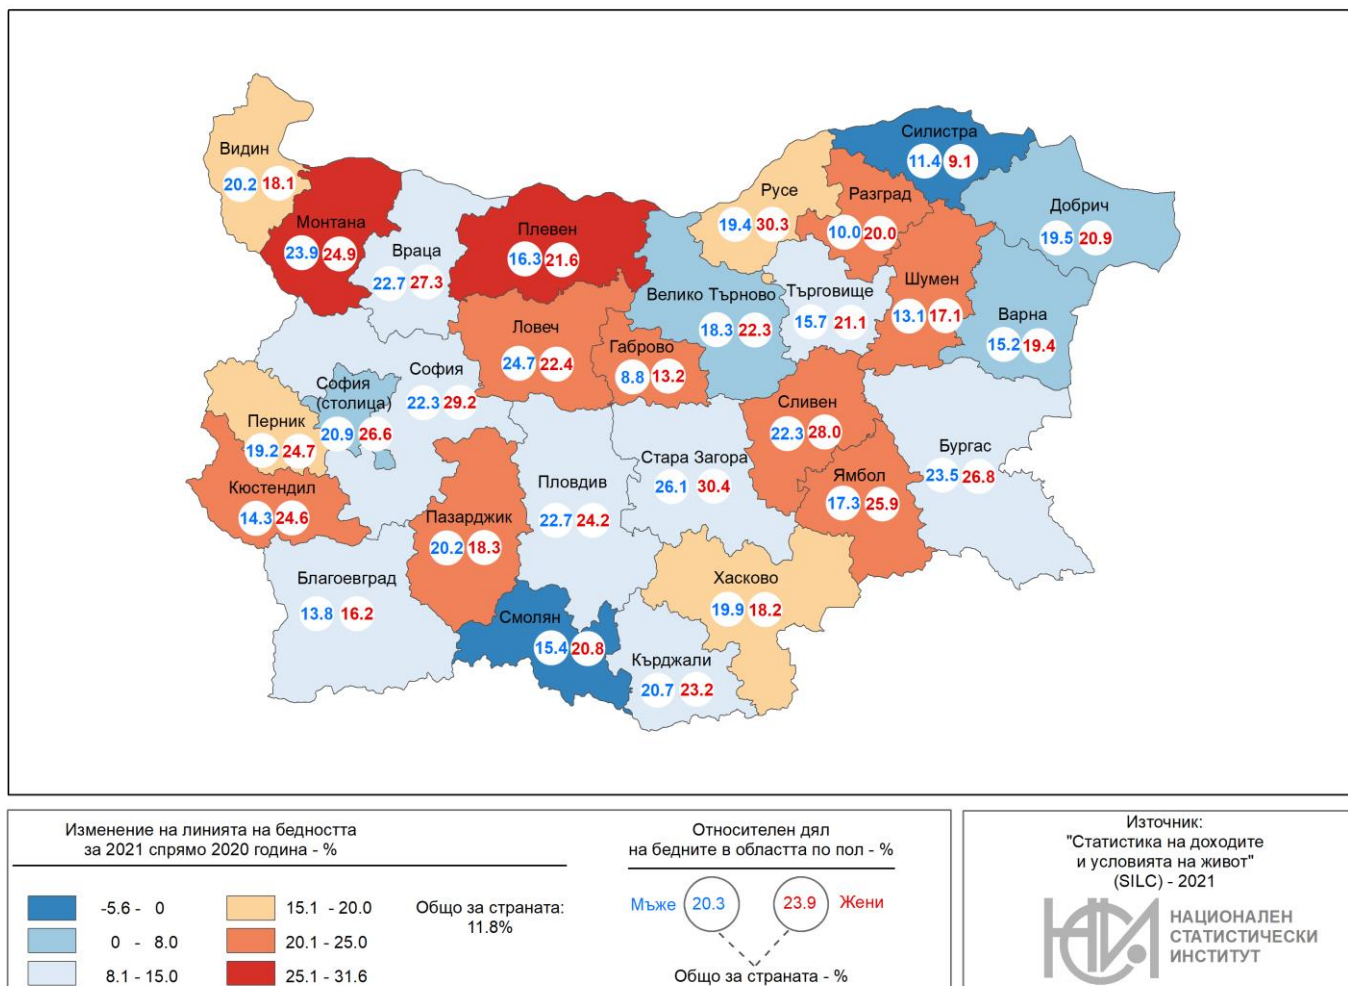 Видин
20.2 18.1
Монтана
23.9 24.9
Враца
22.7 27.3
Плевен
16.3 21.6
Русе
19.4 30.3
Силистра
11.4 9.1
Разград
10.0 20.0
Добрич
19.5 20.9
Шумен
13.1 17.1
Варна
15.2 19.4
Търговище
15.7 21.1
Велико Търново
18.3 22.3
Ловеч
24.7 22.4
Габрово
8.8 13.2
София
22.3 29.2
София
(столица)
20.9 26.6
Перник
19.2 24.7
Кюстендил
14.3 24.6
Пазарджик
20.2 18.3
Пловдив
22.7 24.2
Стара Загора
26.1 30.4
Сливен
22.3 28.0
Ямбол
17.3 25.9
Бургас
23.5 26.8
Благоевград
13.8 16.2
Смолян
15.4 20.8
Кърджали
20.7 23.2
Хасково
19.9 18.2
Изменение на линията на бедността
за 2021 спрямо 2020 година - %
-5.6 - 0
0 - 8.0
8.1 - 15.0
15.1 - 20.0
20.1 - 25.0
25.1 - 31.6
Общо за страната:
11.8%
Относителен дял
на бедните в областта по пол - %
Мъже 20.3 23.9 Жени
Общо за страната - %
Източник:
"Статистика на доходите
и условията на живот"
(SILC) - 2021
НСИ
НАЦИОНАЛЕН
СТАТИСТИЧЕСКИ
ИНСТИТУТ